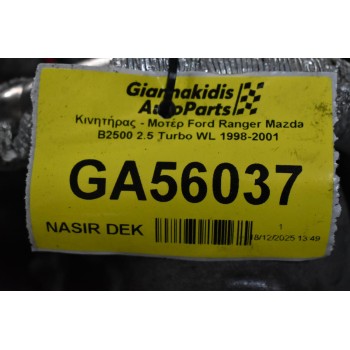 Giannakidis
AutoParts
Κινητήρας - Μοτέρ Ford Ranger Mazda
B2500 2.5 Turbo WL 1998-2001
GA56037
NASIR DEK
1
8/12/2025 13:49